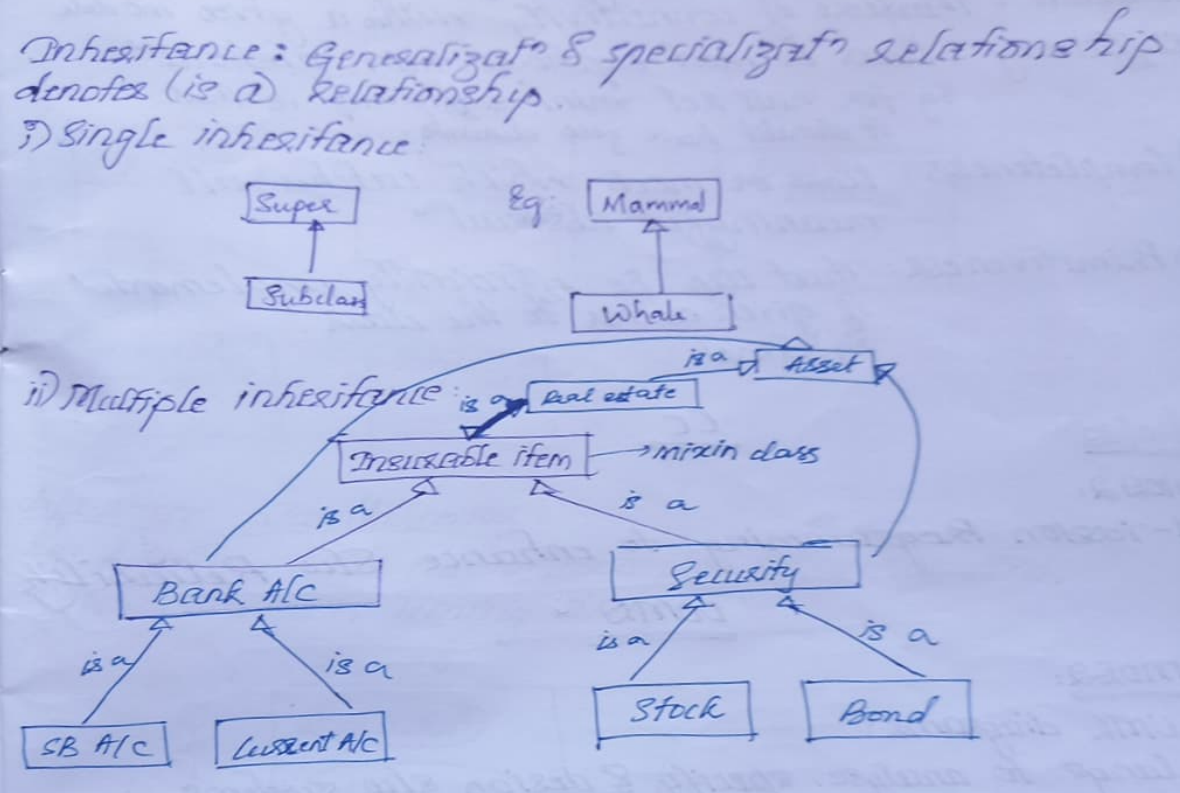 Inheritance: Generalizatn & specializatn relationship
denotes (is a) relationship
i) Single inheritance
Super
Eg.
Mammal
Subclass
Whale
is a
Asset
ii) Multiple inheritance:
is a
Real estate
Insurable item
mixin class
is a
is a
Bank A/c
Security
is a
is a
is a
is a
SB A/c
Current A/c
Stock
Bond